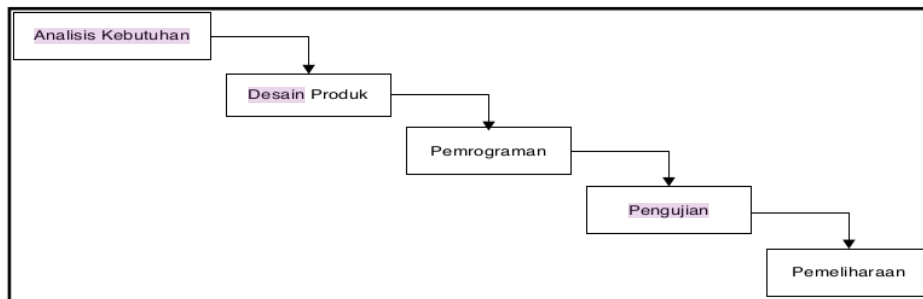 Analisis Kebutuhan
Desain Produk
Pemrograman
Pengujian
Pemeliharaan